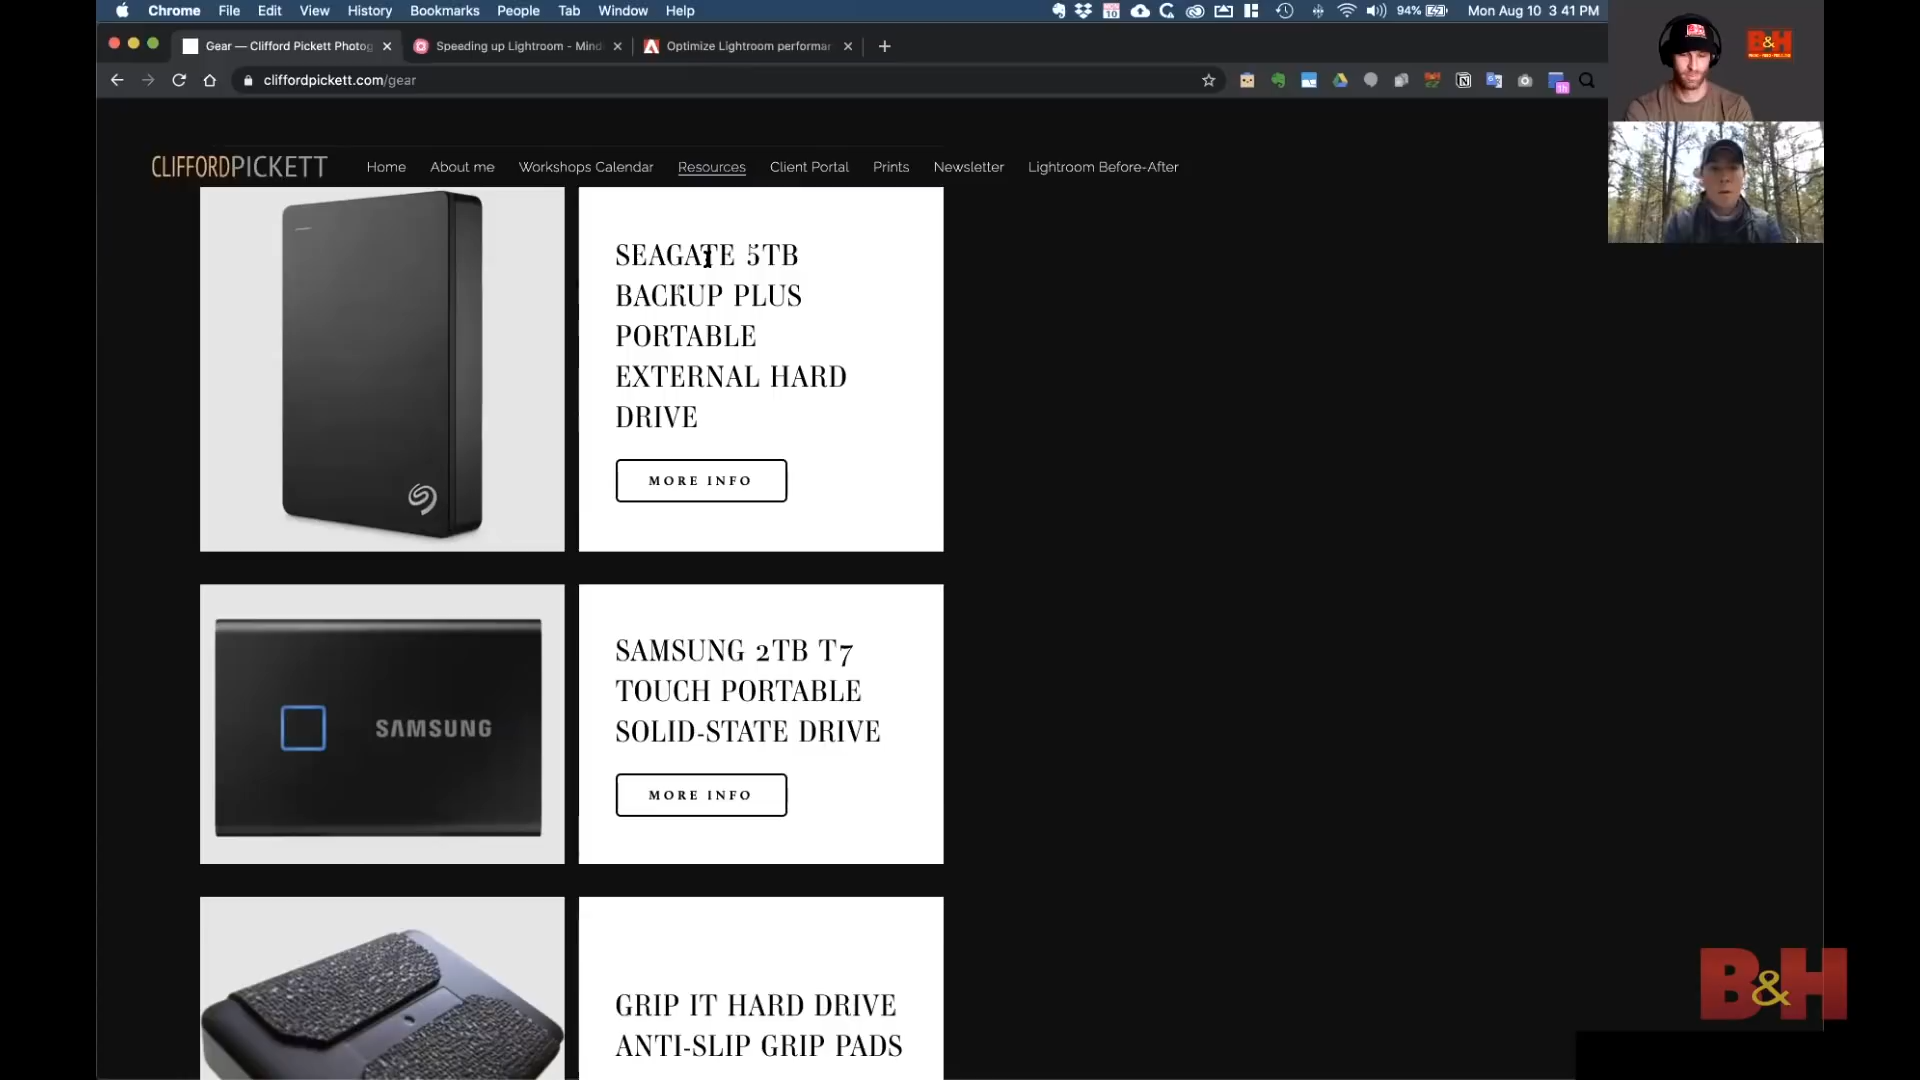 Chrome File Edit View History Bookmarks People Tab Window Help
94% Mon Aug 10 3:41 PM
Gear — Clifford Pickett Photog
Speeding up Lightroom - Mind
Optimize Lightroom performan
cliffordpickett.com/gear
B&H
CLIFFORDPICKETT
Home About me Workshops Calendar Resources Client Portal Prints Newsletter Lightroom Before-After
SEAGATE 5TB
BACKUP PLUS
PORTABLE
EXTERNAL HARD
DRIVE
MORE INFO
SAMSUNG
SAMSUNG 2TB T7
TOUCH PORTABLE
SOLID-STATE DRIVE
MORE INFO
GRIP IT HARD DRIVE
ANTI-SLIP GRIP PADS
B&H